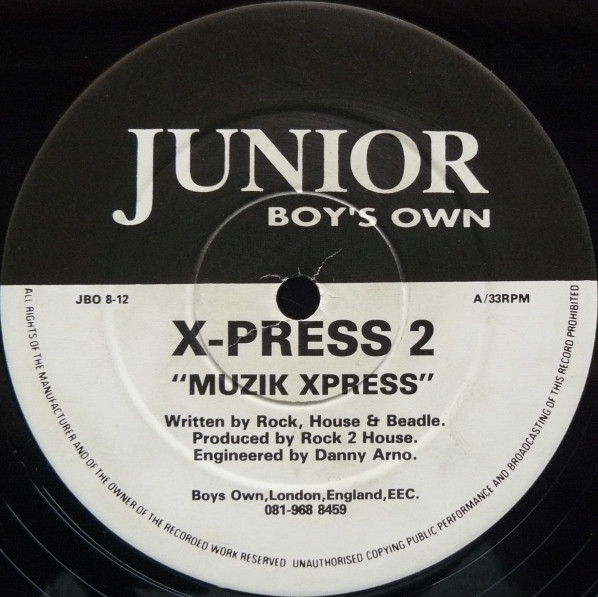 JUNIOR
BOY'S OWN
JBO 8-12
A/33RPM
X-PRESS 2
"MUZIK XPRESS"
Written by Rock, House & Beadle.
Produced by Rock 2 House.
Engineered by Danny Arno.
Boys Own,London,England,EEC.
081-968 8459
ALL RIGHTS OF THE MANUFACTURER AND OF THE OWNER OF THE RECORDED WORK RESERVED UNAUTHORISED COPYING PUBLIC PERFORMANCE AND BROADCASTING OF THIS RECORD PROHIBITED